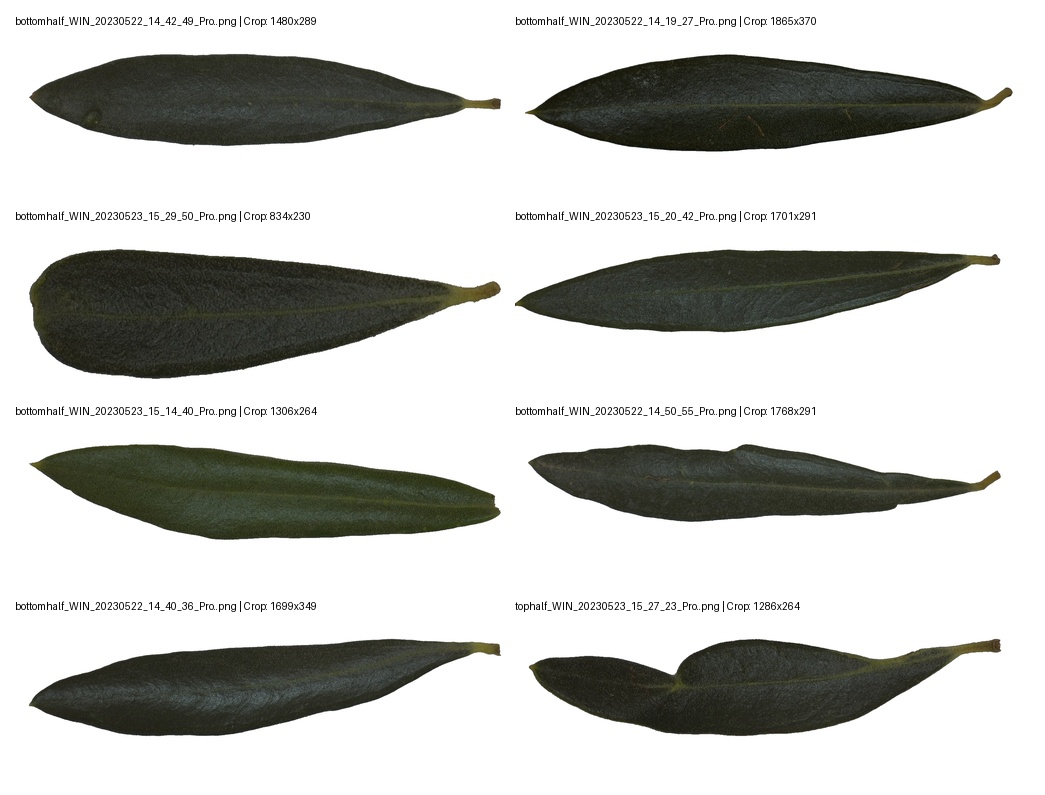 bottomhalf_WIN_20230522_14_42_49_Pro..png | Crop: 1480x289
bottomhalf_WIN_20230522_14_19_27_Pro..png | Crop: 1865x370
bottomhalf_WIN_20230523_15_29_50_Pro..png | Crop: 834x230
bottomhalf_WIN_20230523_15_20_42_Pro..png | Crop: 1701x291
bottomhalf_WIN_20230523_15_14_40_Pro..png | Crop: 1306x264
bottomhalf_WIN_20230522_14_50_55_Pro..png | Crop: 1768x291
bottomhalf_WIN_20230522_14_40_36_Pro..png | Crop: 1699x349
tophalf_WIN_20230523_15_27_23_Pro..png | Crop: 1286x264